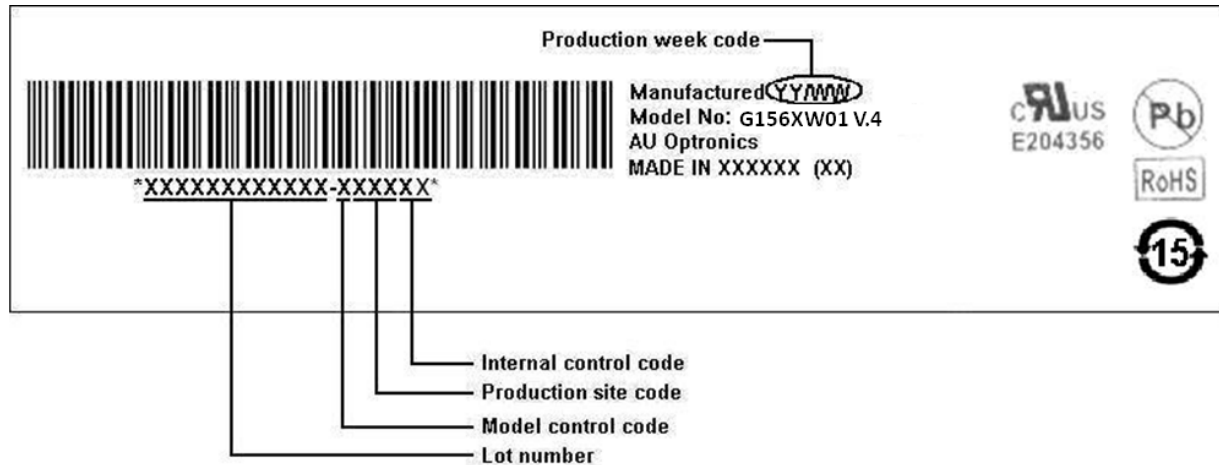 Production week code
Manufactured YY/WW
Model No: G156XW01 V.4
AU Optronics
MADE IN XXXXXX (XX)
*XXXXXXXXXXXX-XXXXXX*
c RU US
E204356
Pb
RoHS
15
Internal control code
Production site code
Model control code
Lot number